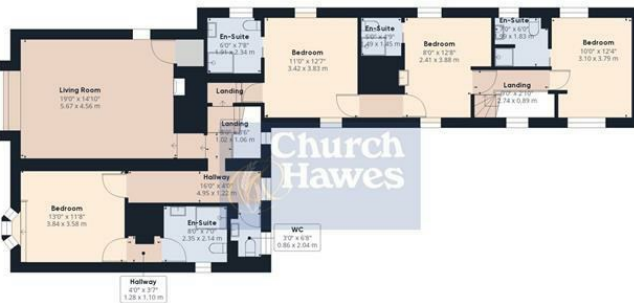 En-Suite
6'0" x 7'8"
2.34 m
Bedroom
11'0" x 12'7"
3.42 x 3.83 m
En-Suite
1.45 m
Bedroom
8'0" x 12'8"
2.41 x 3.88 m
En-Suite
x 1.83 m
Bedroom
10'0" x 12'4"
3.10 x 3.79 m
Living Room
19'0" x 14'10"
5.67 x 4.56 m
Landing
Landing
2'10"
2.74 x 0.89 m
Landing
1.02 x 1.06 m
Church
Hawes
Hallway
16'0" x 4'0"
4.95 x 1.22 m
Bedroom
13'0" x 11'8"
3.84 x 3.58 m
En-Suite
8'0" x 7'0"
2.35 x 2.14 m
WC
3'0" x 6'8"
0.86 x 2.04 m
Hallway
4'0" x 3'7"
1.28 x 1.10 m